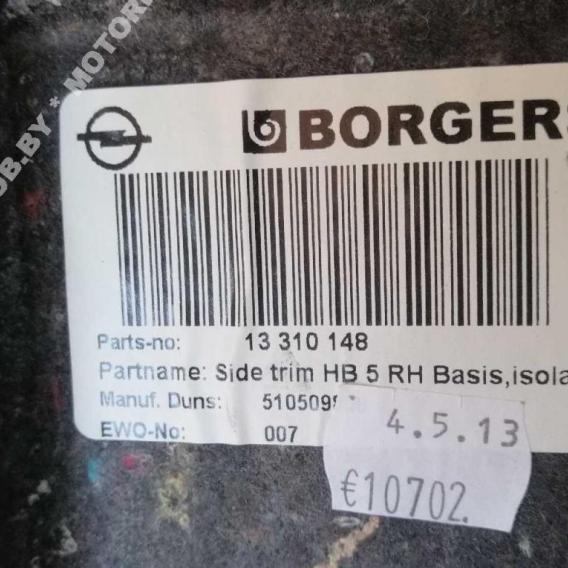 BORGERS
Parts-no: 13 310 148
Partname: Side trim HB 5 RH Basis,isola
Manuf. Duns: 510509
EWO-No: 007
4.5.13
€10702.
OB.BY * MOTOR